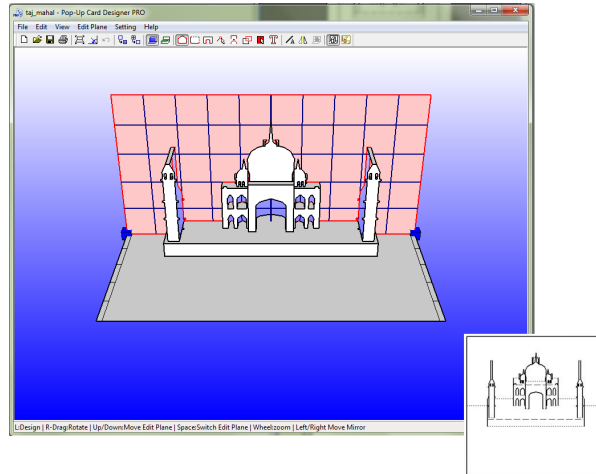 taj_mahal - Pop-Up Card Designer PRO
File Edit View Edit Plane Setting Help
L:Design | R-Drag:Rotate | Up/Down:Move Edit Plane | Space:Switch Edit Plane | Wheel:zoom | Left/Right Move Mirror